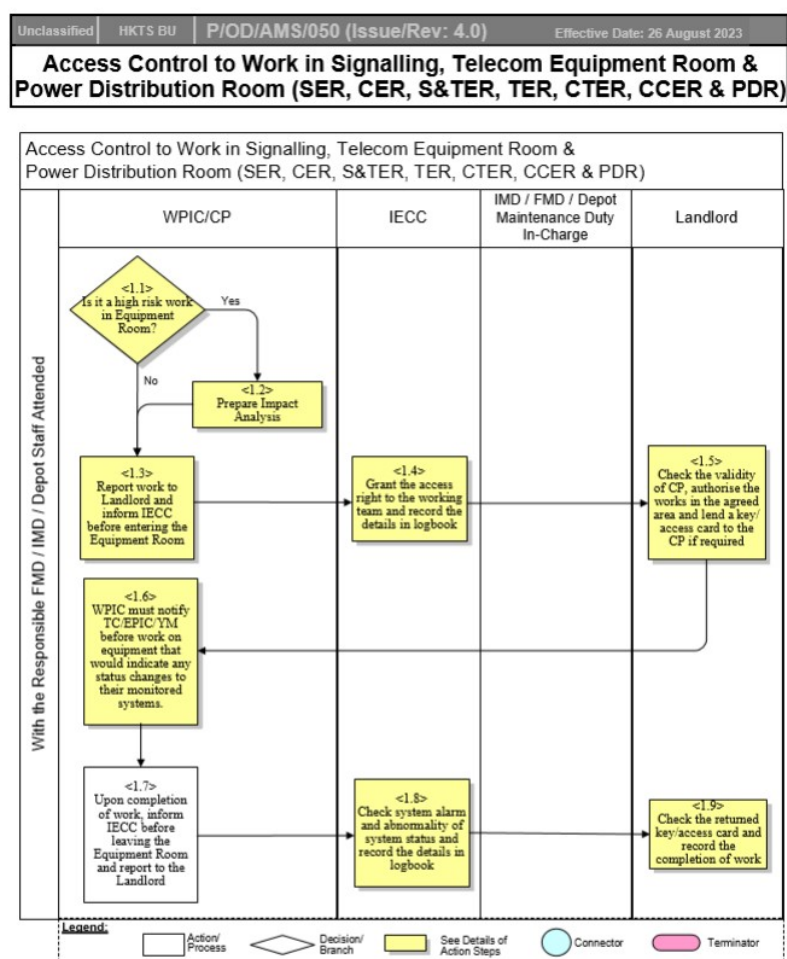 Unclassified HKTS BU P/OD/AMS/050 (Issue/Rev: 4.0) Effective Date: 26 August 2023
Access Control to Work in Signalling, Telecom Equipment Room &
Power Distribution Room (SER, CER, S&TER, TER, CTER, CCER & PDR)
Access Control to Work in Signalling, Telecom Equipment Room &
Power Distribution Room (SER, CER, S&TER, TER, CTER, CCER & PDR)
With the Responsible FMD / IMD / Depot Staff Attended
WPIC/CP
IECC
IMD / FMD / Depot
Maintenance Duty
In-Charge
Landlord
<1.1>
Is it a high risk work
in Equipment
Room?
Yes
No
<1.2>
Prepare Impact
Analysis
<1.3>
Report work to
Landlord and
inform IECC
before entering the
Equipment Room
<1.4>
Grant the access
right to the working
team and record the
details in logbook
<1.5>
Check the validity
of CP, authorise the
works in the agreed
area and lend a key/
access card to the
CP if required
<1.6>
WPIC must notify
TC/EPIC/YM
before work on
equipment that
would indicate any
status changes to
their monitored
systems.
<1.7>
Upon completion
of work, inform
IECC before
leaving the
Equipment Room
and report to the
Landlord
<1.8>
Check system alarm
and abnormality of
system status and
record the details in
logbook
<1.9>
Check the returned
key/access card and
record the
completion of work
Legend:
Action/
Process
Decision/
Branch
See Details of
Action Steps
Connector
Terminator